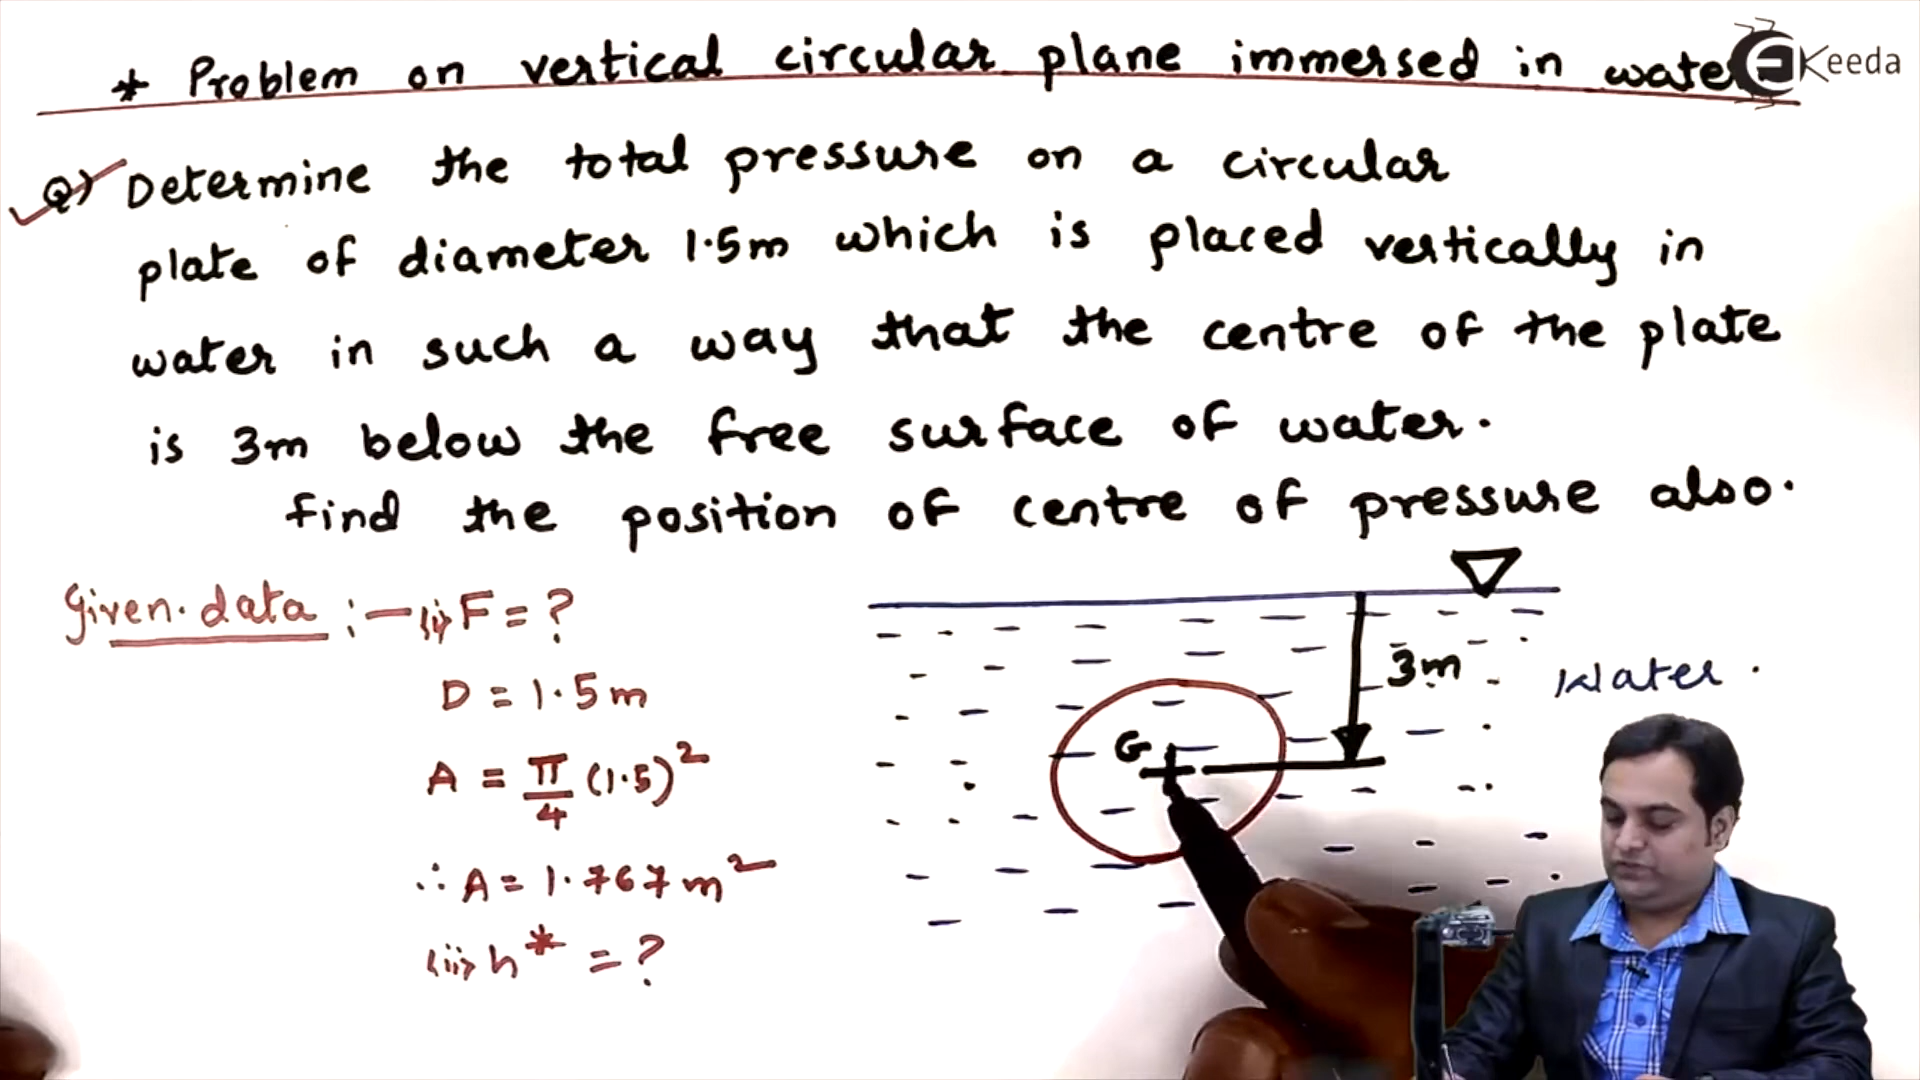 * Problem on vertical circular plane immersed in wate
Keeda
Q) Determine the total pressure on a circular
plate of diameter 1.5m which is placed vertically in
water in such a way that the centre of the plate
is 3m below the free surface of water.
find the position of centre of pressure also.
Given data :- (i) F = ?
D = 1.5m
A = π/4 (1.5)²
∴ A = 1.767 m²
(ii) h* = ?
3m
Water.
G